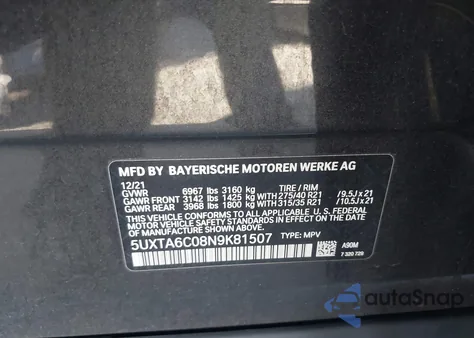 MFD BY BAYERISCHE MOTOREN WERKE AG
12/21 TIRE / RIM
GVWR 6967 lbs 3160 kg
GAWR FRONT 3142 lbs 1425 kg WITH 275/40 R21 / 9.5J x 21
GAWR REAR 3968 lbs 1800 kg WITH 315/35 R21 / 10.5J x 21
THIS VEHICLE CONFORMS TO ALL APPLICABLE U. S. FEDERAL
MOTOR VEHICLE SAFETY STANDARDS IN EFFECT ON THE DATE
OF MANUFACTURE SHOWN ABOVE.
5UXTA6C08N9K81507 TYPE: MPV
A90M
7 320 720
autoSnap